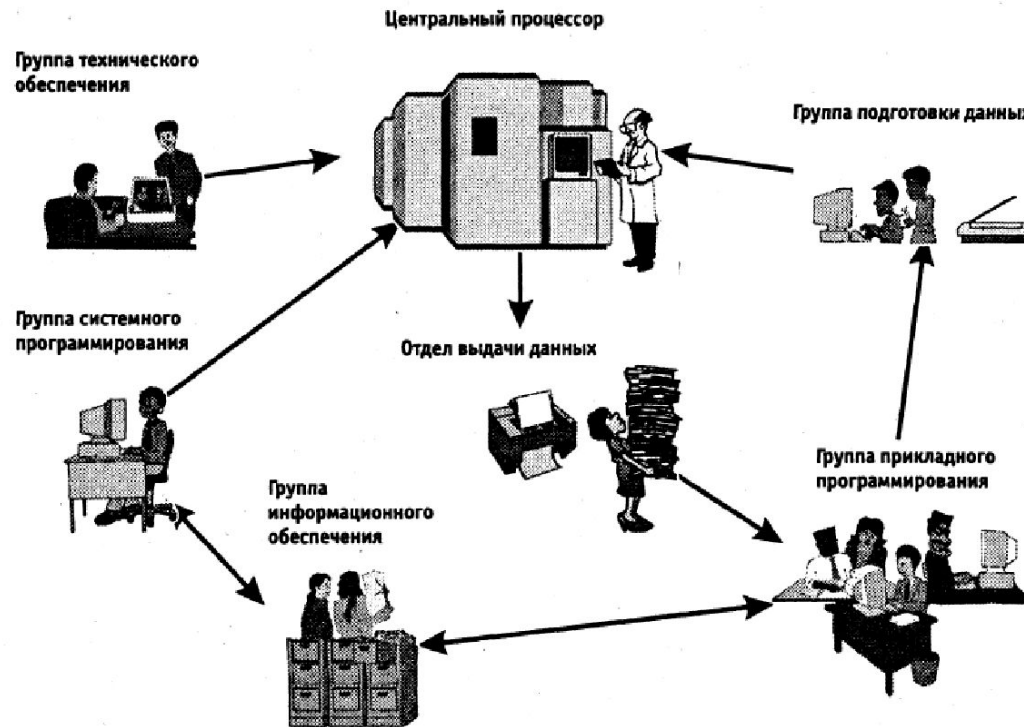 Центральный процессор
Группа технического
обеспечения
Группа подготовки данных
Группа системного
программирования
Отдел выдачи данных
Группа прикладного
программирования
Группа
информационного
обеспечения